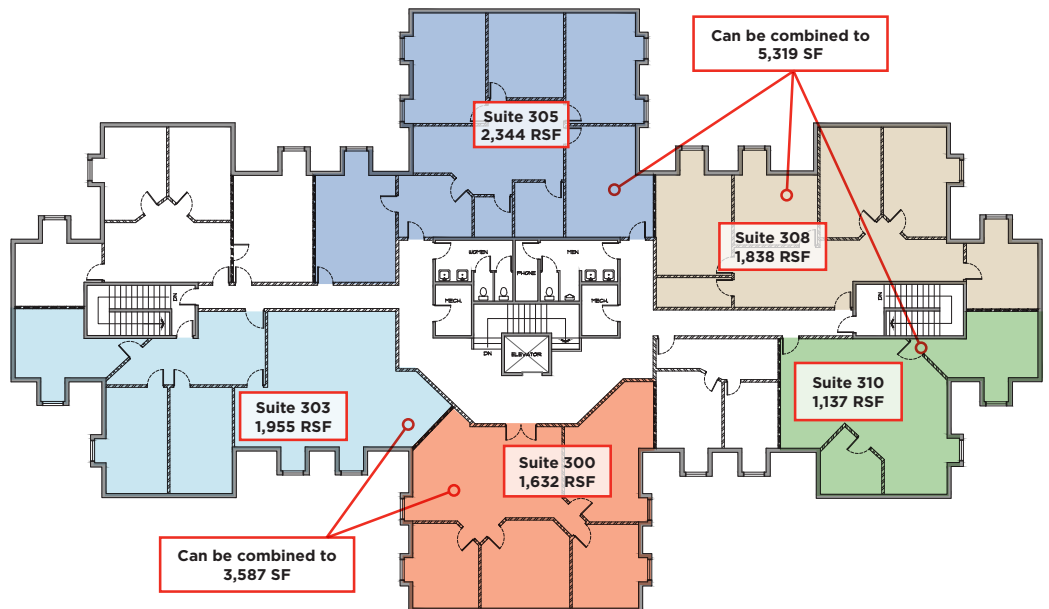 Can be combined to
5,319 SF
Suite 305
2,344 RSF
Suite 308
1,838 RSF
WOMEN
PHONE
MEN
MECH.
MECH.
DN
DN
DN
ELEVATOR
Suite 303
1,955 RSF
Suite 310
1,137 RSF
Suite 300
1,632 RSF
Can be combined to
3,587 SF